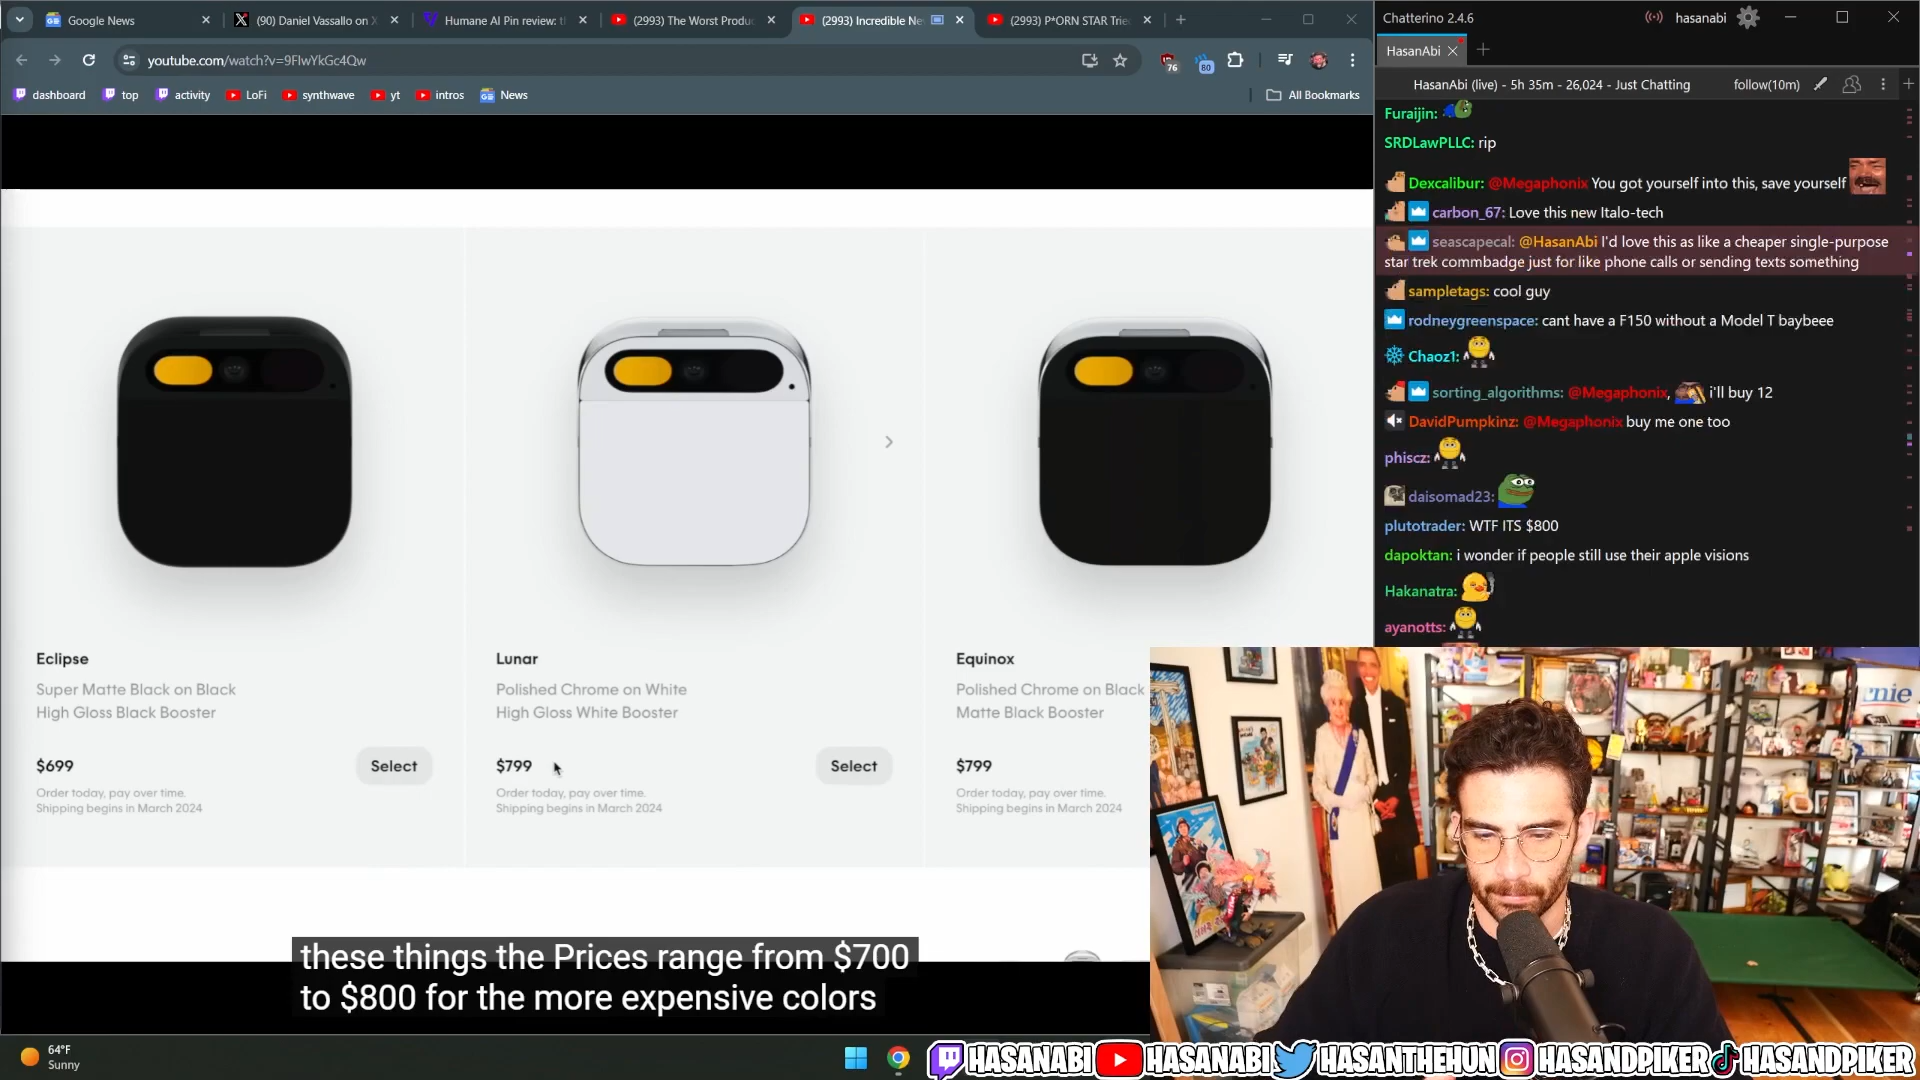 Google News
(90) Daniel Vassallo on X
Humane AI Pin review: t
(2993) The Worst Produc
(2993) Incredible Ne
(2993) P*ORN STAR Trie
youtube.com/watch?v=9FIwYkGc4Qw
76
80
dashboard
top
activity
LoFi
synthwave
yt
intros
News
All Bookmarks
Eclipse
Super Matte Black on Black
High Gloss Black Booster
$699
Select
Order today, pay over time.
Shipping begins in March 2024
Lunar
Polished Chrome on White
High Gloss White Booster
$799
Select
Order today, pay over time.
Shipping begins in March 2024
Equinox
Polished Chrome on Black
Matte Black Booster
$799
Order today, pay over time.
Shipping begins in March 2024
these things the Prices range from $700
to $800 for the more expensive colors
Chatterino 2.4.6
hasanabi
HasanAbi
HasanAbi (live) - 5h 35m - 26,024 - Just Chatting
follow(10m)
Furaijin:
SRDLawPLLC: rip
Dexcalibur: @Megaphonix You got yourself into this, save yourself
carbon_67: Love this new Italo-tech
seascapecal: @HasanAbi I'd love this as like a cheaper single-purpose
star trek commbadge just for like phone calls or sending texts something
sampletags: cool guy
rodneygreenspace: cant have a F150 without a Model T baybeee
Chaoz1:
sorting_algorithms: @Megaphonix, i'll buy 12
DavidPumpkinz: @Megaphonix buy me one too
phiscz:
daisomad23:
plutotrader: WTF ITS $800
dapoktan: i wonder if people still use their apple visions
Hakanatra:
ayanotts:
rnie
64°F
Sunny
HASANABI
HASANABI
HASANTHEHUN
HASANDPIKER
HASANDPIKER